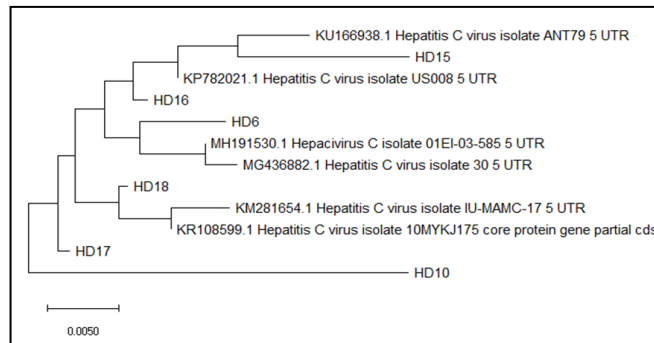 KU166938.1 Hepatitis C virus isolate ANT79 5 UTR
HD15
KP782021.1 Hepatitis C virus isolate US008 5 UTR
HD16
HD6
MH191530.1 Hepacivirus C isolate 01EI-03-585 5 UTR
MG436882.1 Hepatitis C virus isolate 30 5 UTR
HD18
KM281654.1 Hepatitis C virus isolate IU-MAMC-17 5 UTR
KR108599.1 Hepatitis C virus isolate 10MYKJ175 core protein gene partial cds
HD17
HD10
0.0050